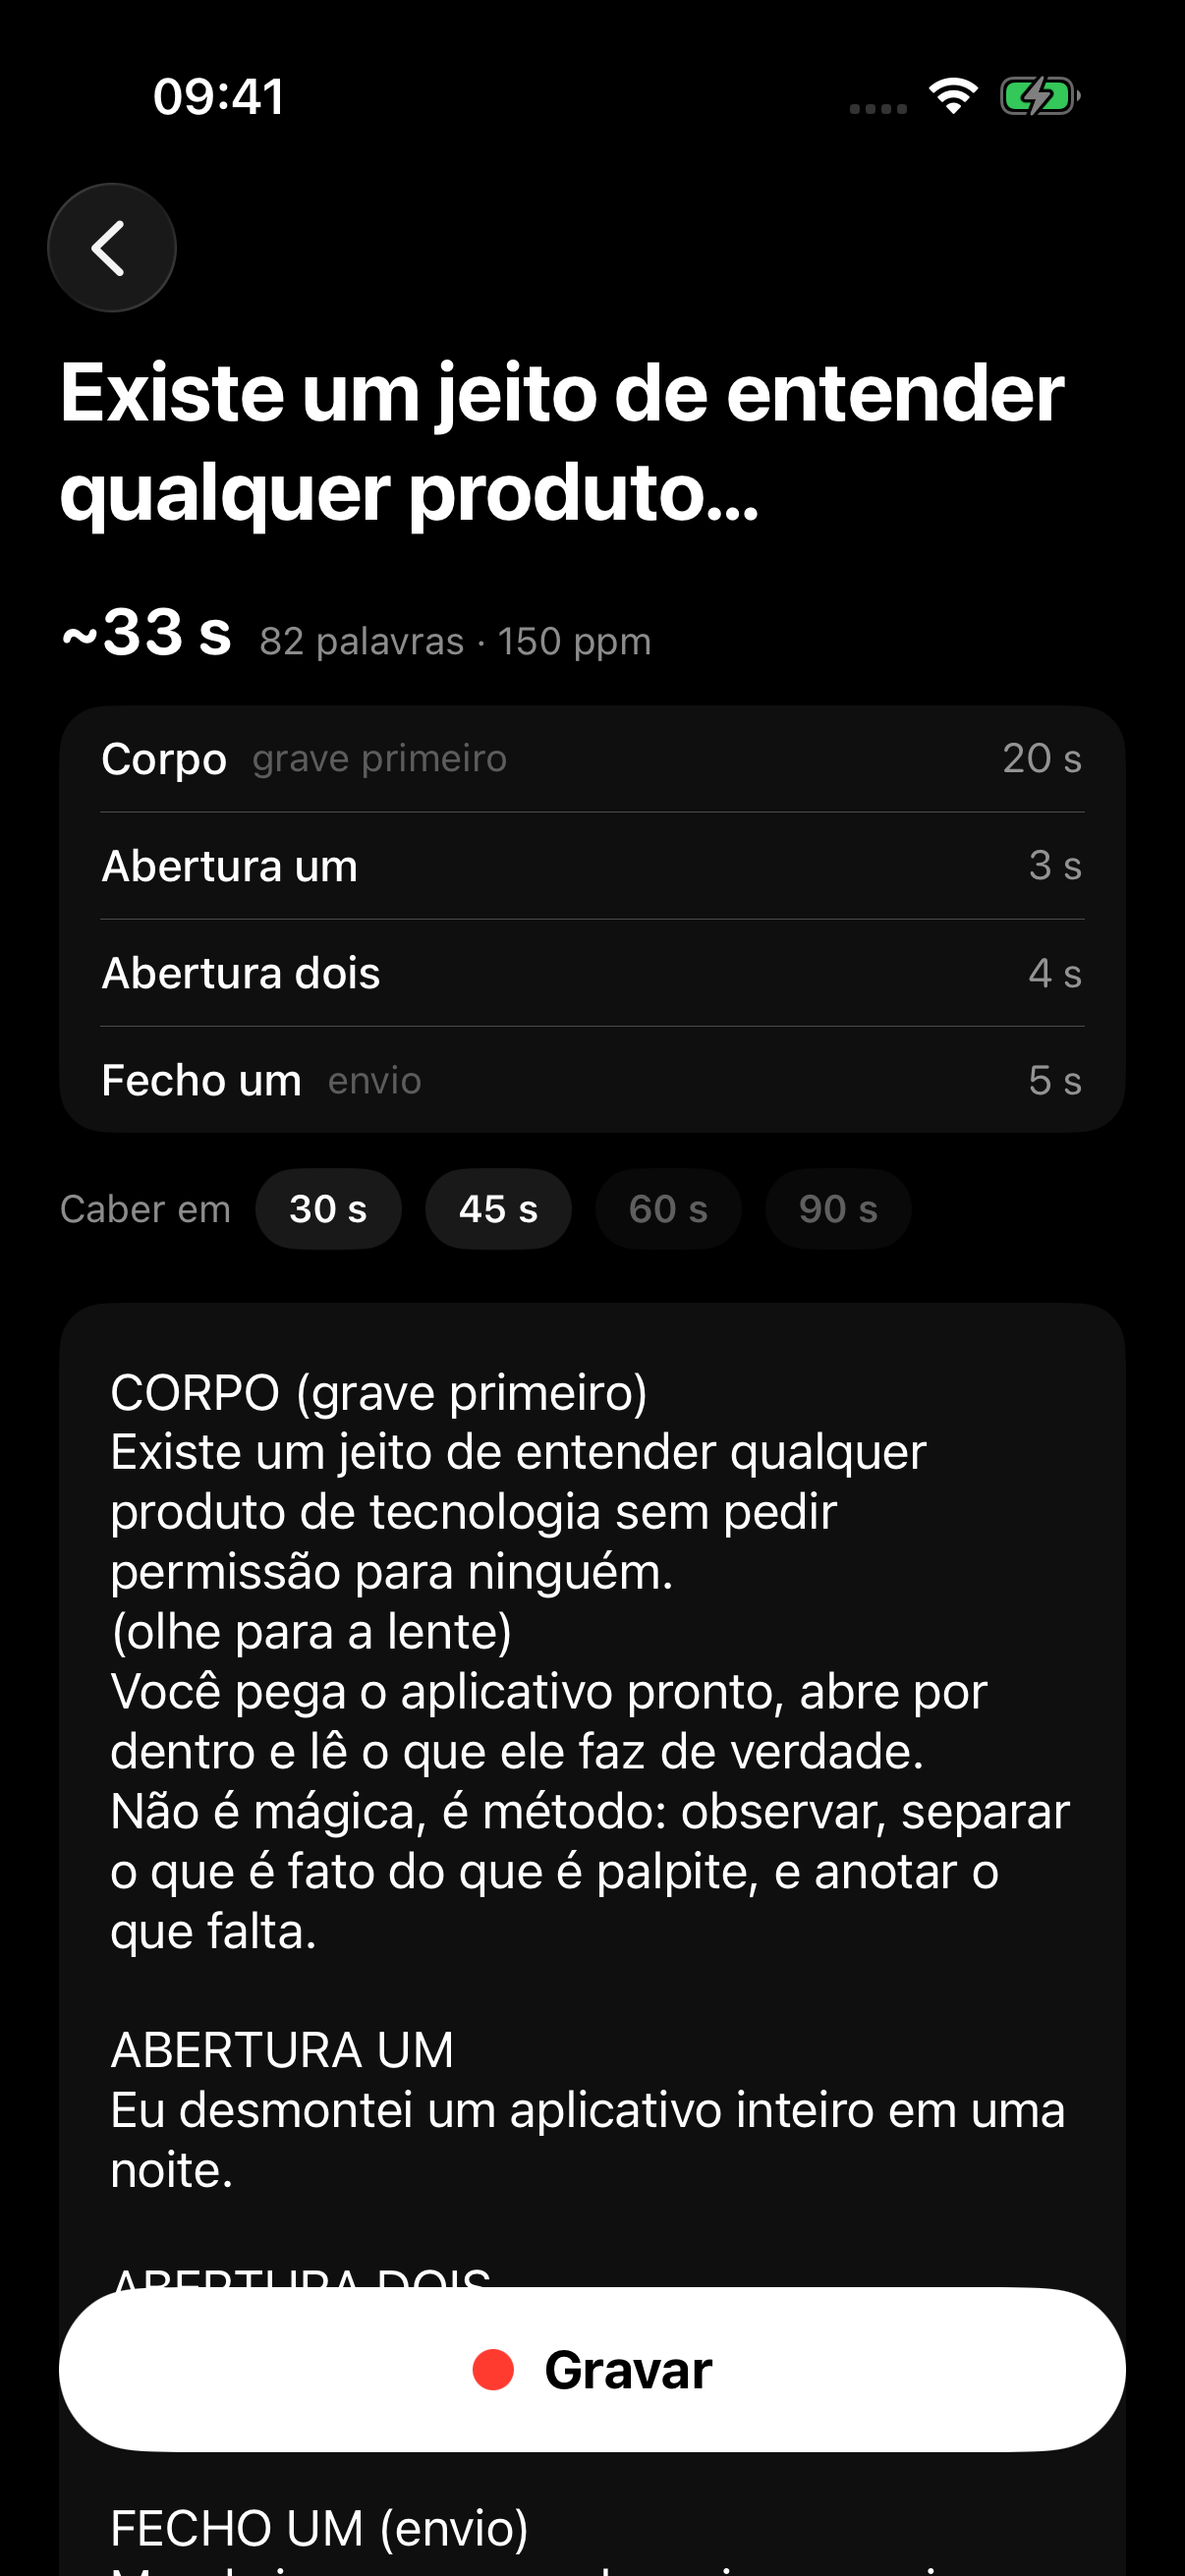 09:41
Existe um jeito de entender
qualquer produto...
~33 s 82 palavras · 150 ppm
Corpo grave primeiro 20 s
Abertura um 3 s
Abertura dois 4 s
Fecho um envio 5 s
Caber em 30 s 45 s 60 s 90 s
CORPO (grave primeiro)
Existe um jeito de entender qualquer
produto de tecnologia sem pedir
permissão para ninguém.
(olhe para a lente)
Você pega o aplicativo pronto, abre por
dentro e lê o que ele faz de verdade.
Não é mágica, é método: observar, separar
o que é fato do que é palpite, e anotar o
que falta.
ABERTURA UM
Eu desmontei um aplicativo inteiro em uma
noite.
ABERTURA DOIS
Gravar
FECHO UM (envio)